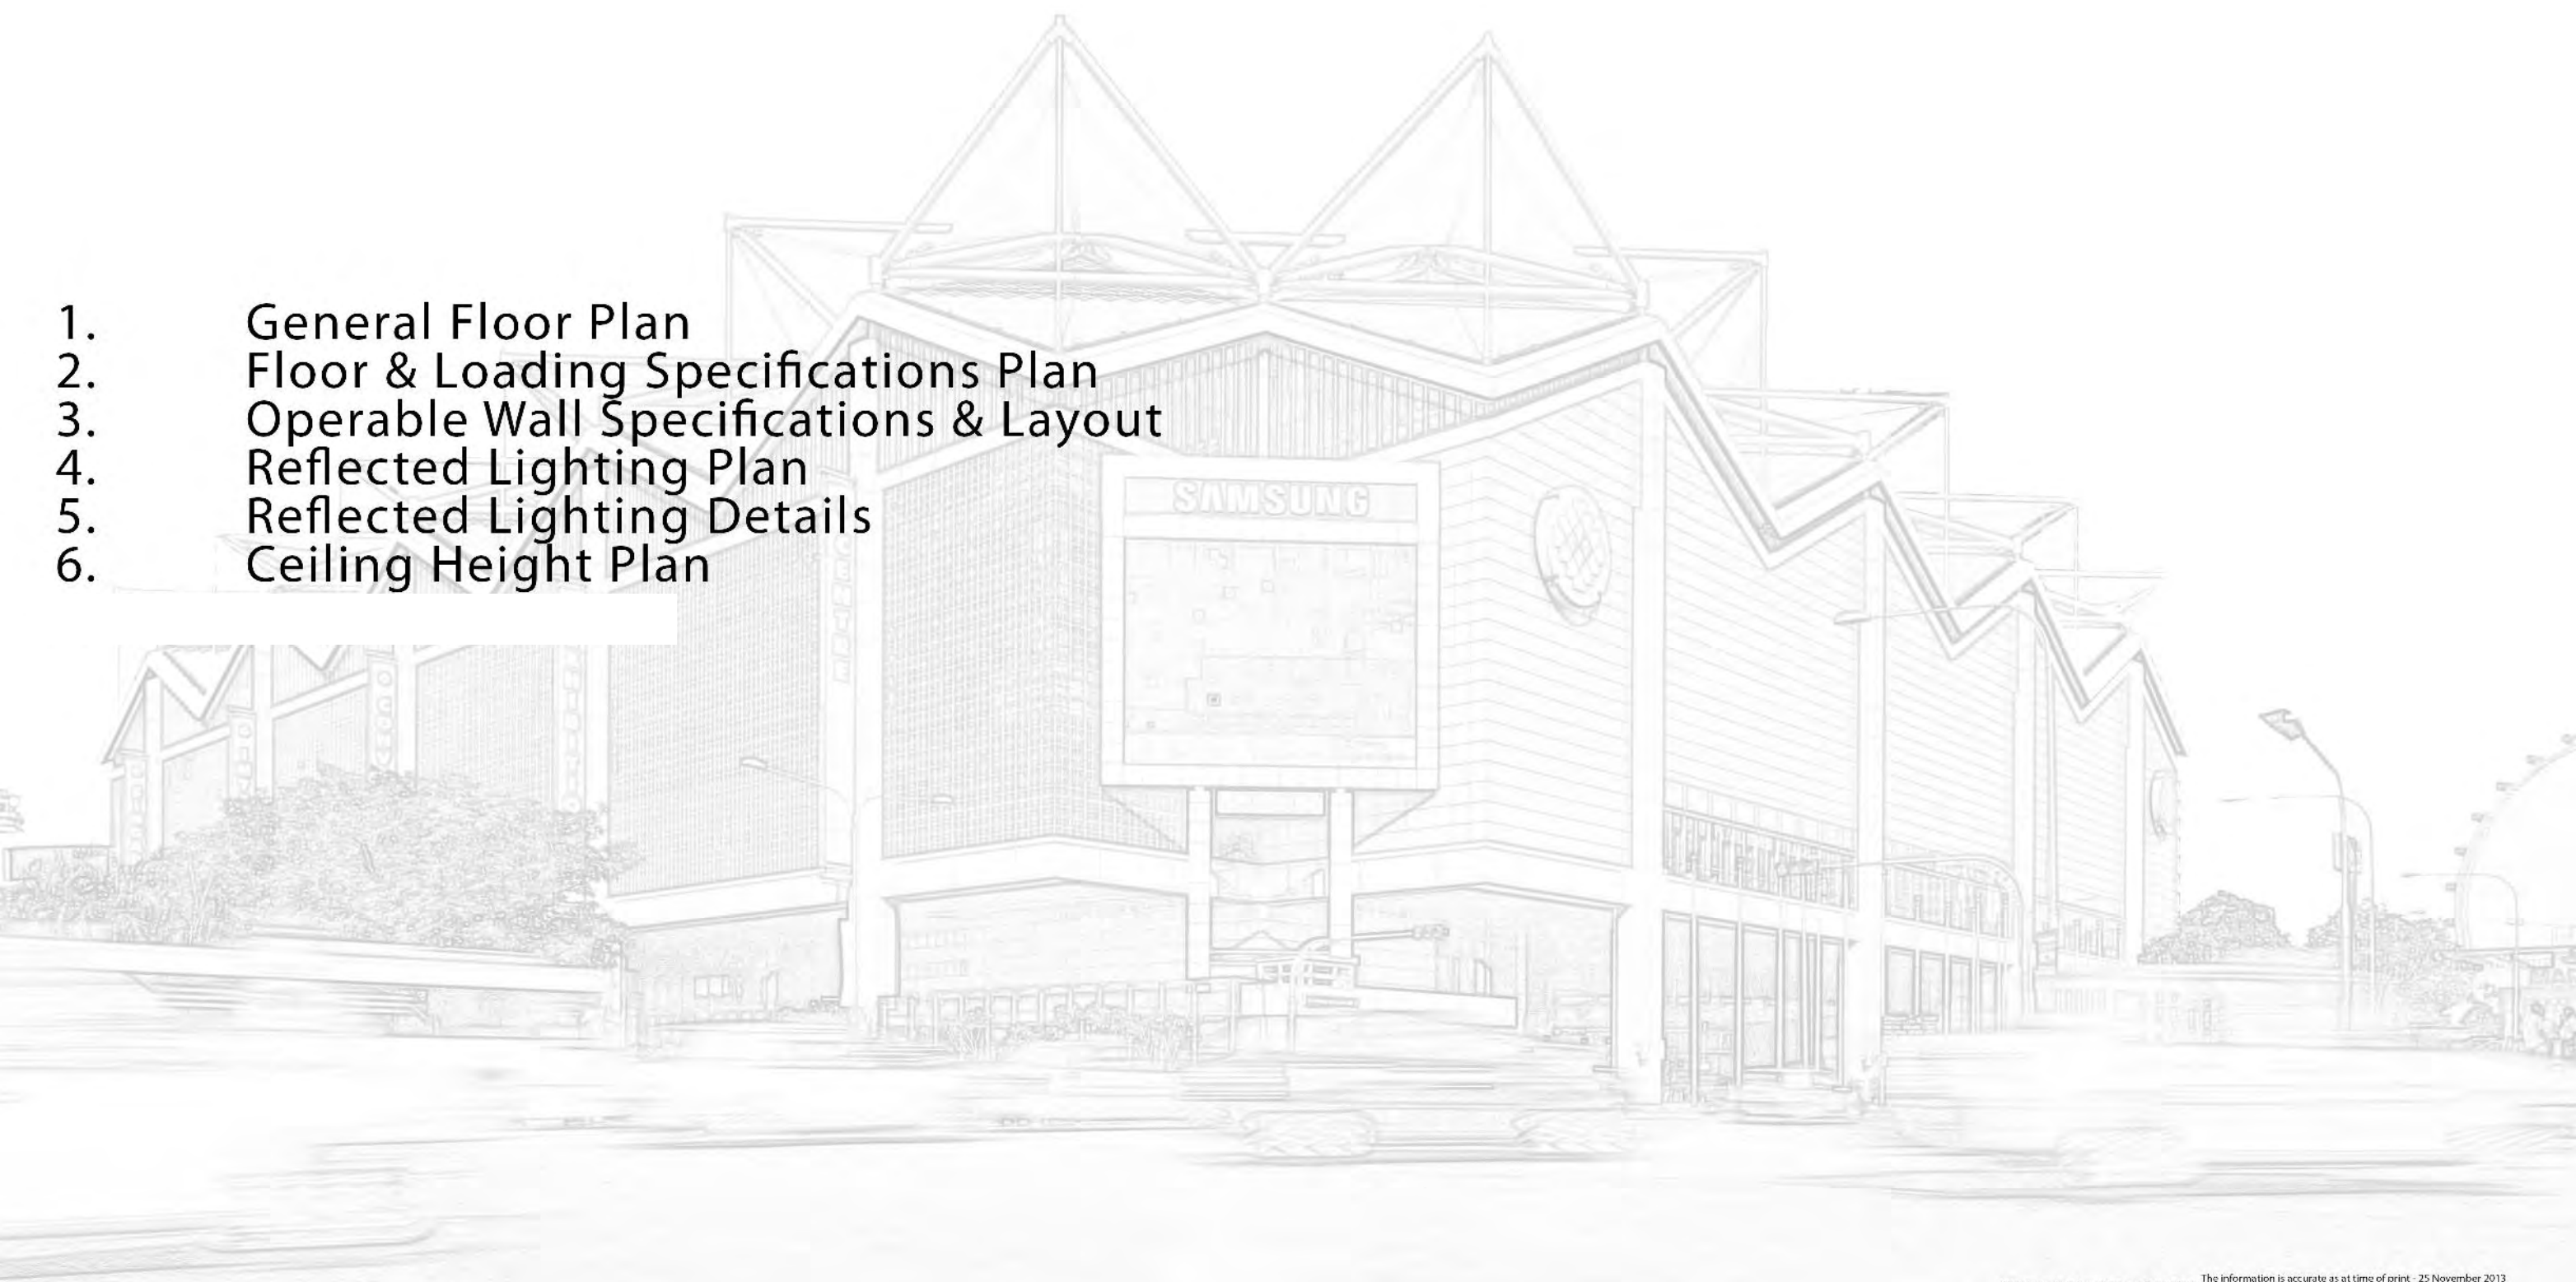 1. General Floor Plan
2. Floor & Loading Specifications Plan
3. Operable Wall Specifications & Layout
4. Reflected Lighting Plan
5. Reflected Lighting Details
6. Ceiling Height Plan
SAMSUNG
The information is accurate as at time of print - 25 November 2013